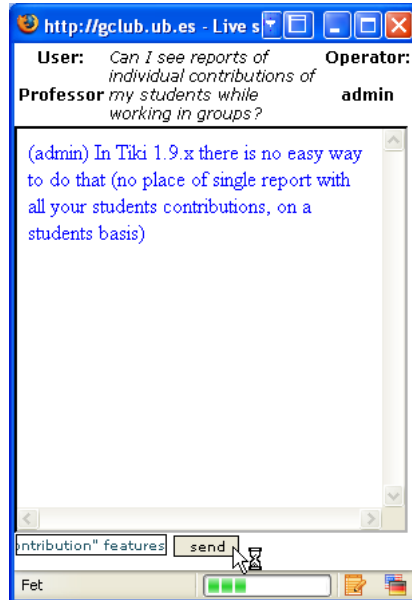 http://gclub.ub.es - Live s
User: Can I see reports of Operator:
individual contributions of
Professor my students while admin
working in groups?
(admin) In Tiki 1.9.x there is no easy way
to do that (no place of single report with
all your students contributions, on a
students basis)
ontribution" features send
Fet